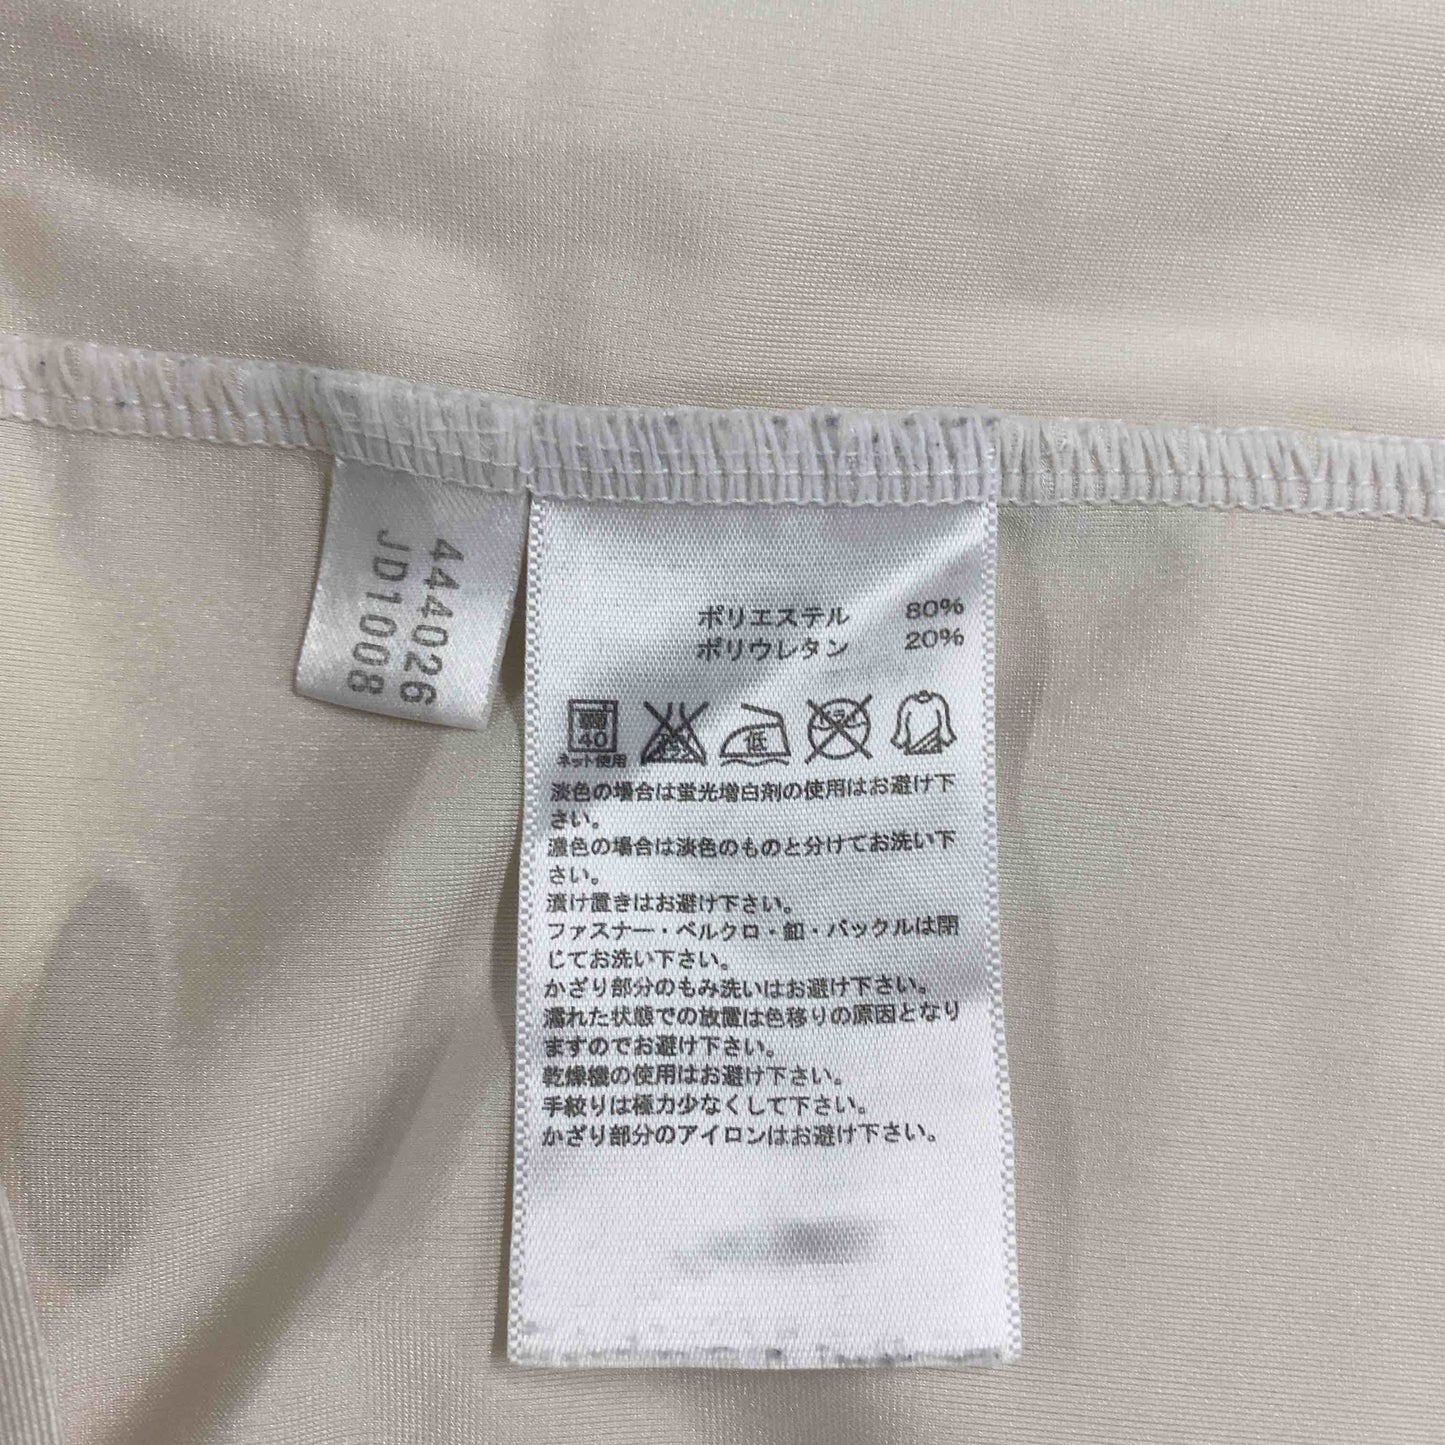 444026
JD1008
ポリエステル 80%
ポリウレタン 20%
40
ネット使用
低
淡色の場合は蛍光増白剤の使用はお避け下
さい。
濃色の場合は淡色のものと分けてお洗い下
さい。
漬け置きはお避け下さい。
ファスナー・ベルクロ・釦・バックルは閉
じてお洗い下さい。
かざり部分のもみ洗いはお避け下さい。
濡れた状態での放置は色移りの原因となり
ますのでお避け下さい。
乾燥機の使用はお避け下さい。
手絞りは極力少なくして下さい。
かざり部分のアイロンはお避け下さい。